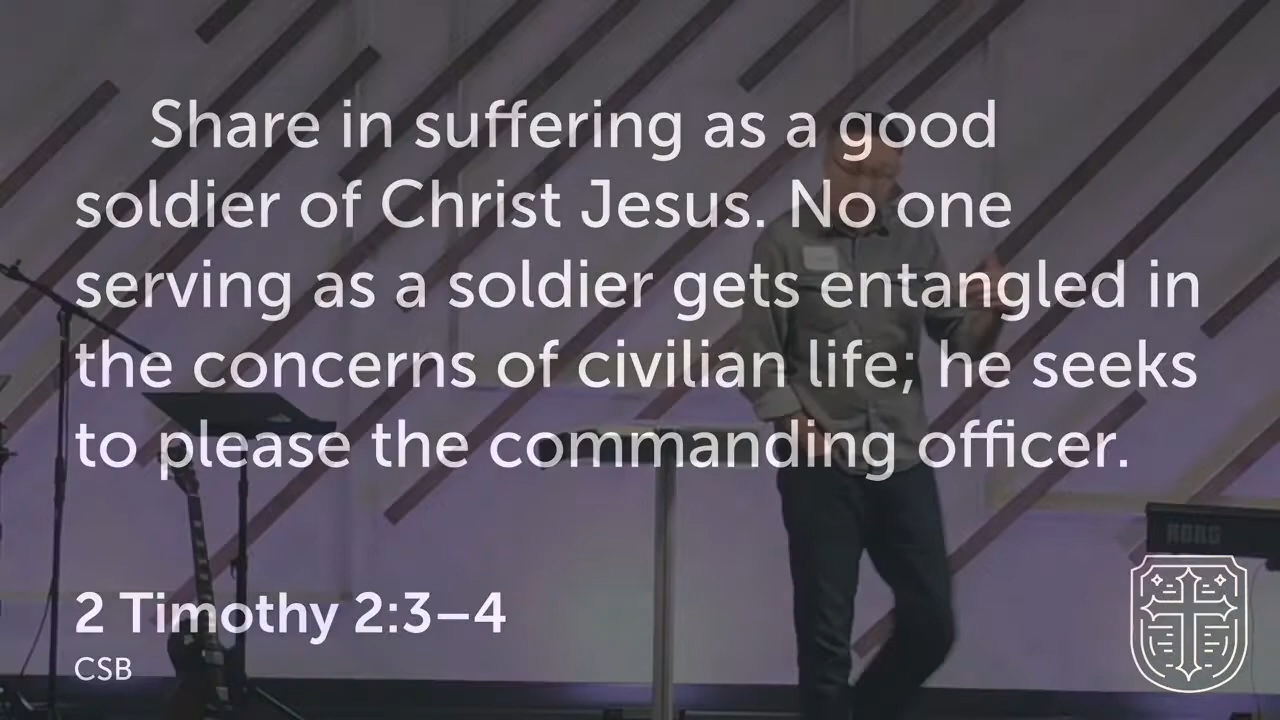 Share in suffering as a good
soldier of Christ Jesus. No one
serving as a soldier gets entangled in
the concerns of civilian life; he seeks
to please the commanding officer.
2 Timothy 2:3–4
CSB
KORG